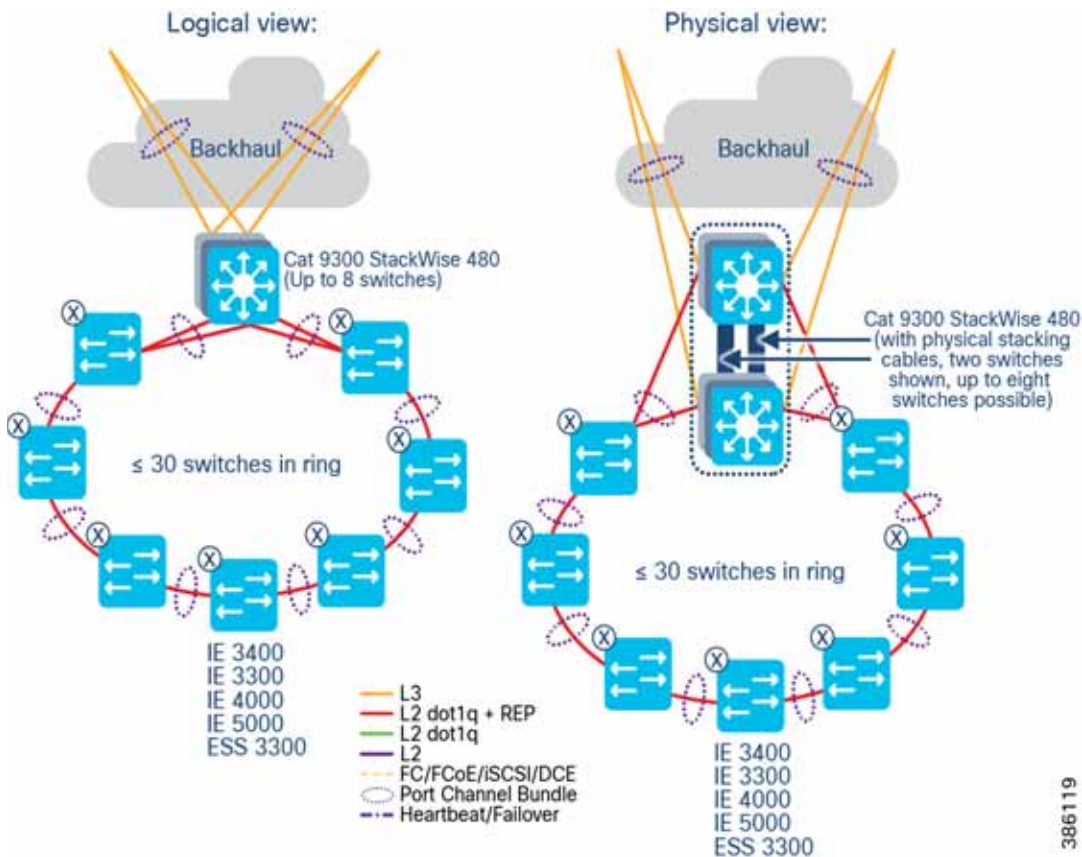 Logical view:
Backhaul
Cat 9300 StackWise 480
(Up to 8 switches)
X
X
X
X
X
X
X
≤ 30 switches in ring
IE 3400
IE 3300
IE 4000
IE 5000
ESS 3300
L3
L2 dot1q + REP
L2 dot1q
L2
FC/FCoE/iSCSI/DCE
Port Channel Bundle
Heartbeat/Failover
Physical view:
Backhaul
Cat 9300 StackWise 480
(with physical stacking
cables, two switches
shown, up to eight
switches possible)
X
X
X
X
X
X
X
≤ 30 switches in ring
IE 3400
IE 3300
IE 4000
IE 5000
ESS 3300
386119